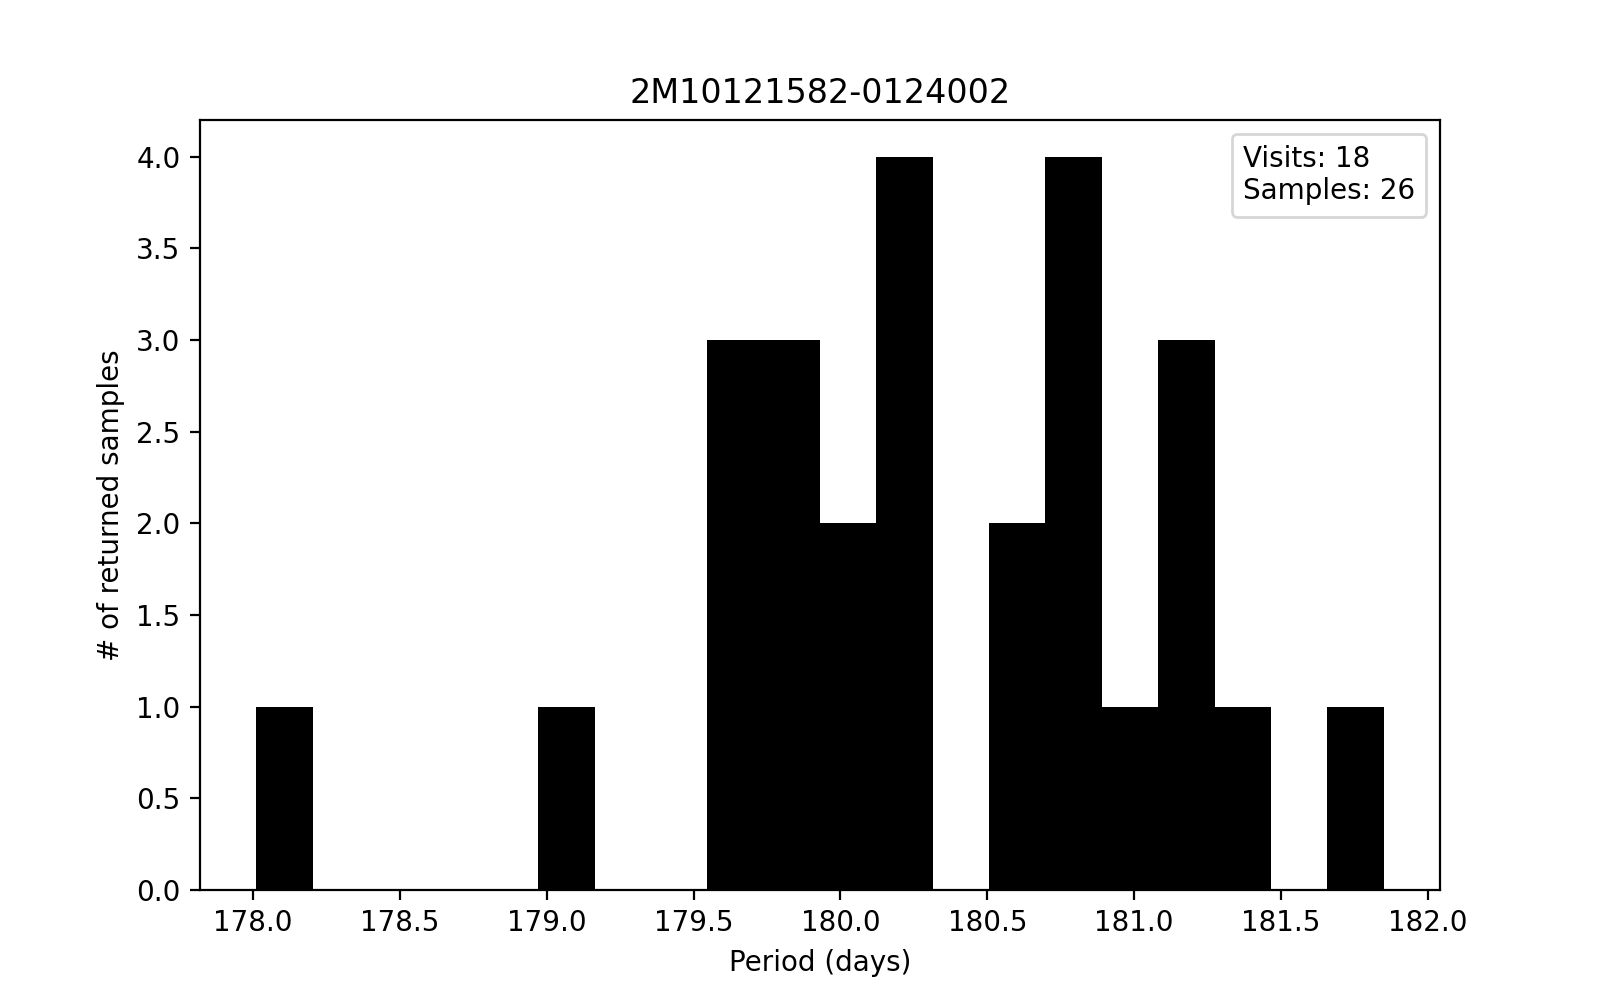 2M10121582-0124002
Visits: 18
Samples: 26
4.0
3.5
3.0
2.5
2.0
1.5
1.0
0.5
0.0
# of returned samples
178.0 178.5 179.0 179.5 180.0 180.5 181.0 181.5 182.0
Period (days)